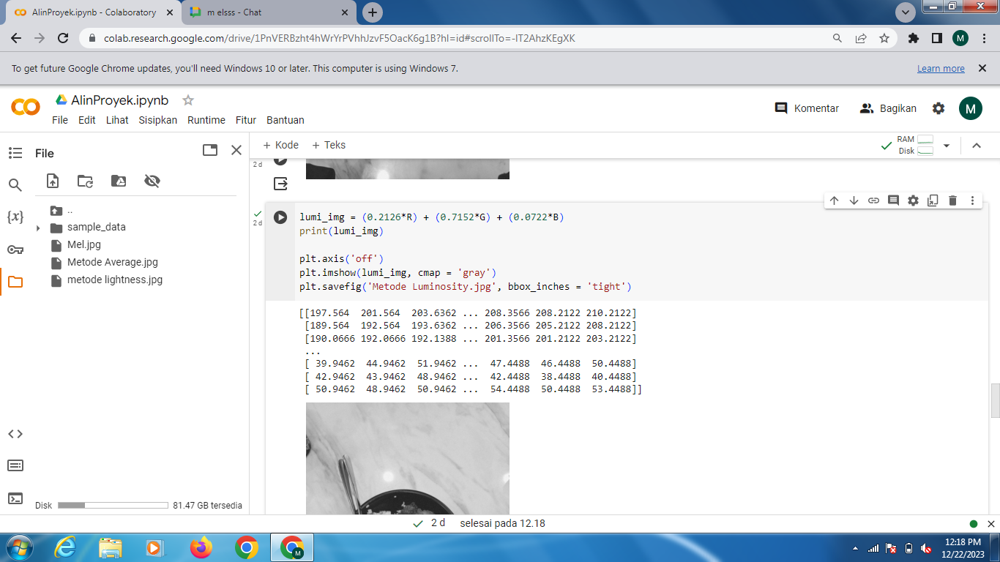 AlinProyek.ipynb - Colaboratory
m elsss - Chat
colab.research.google.com/drive/1PnVERBzht4hWrYrPVhhJzvF5OacK6g1B?hl=id#scrollTo=-IT2AhzKEgXK
M
To get future Google Chrome updates, you'll need Windows 10 or later. This computer is using Windows 7.
Learn more
AlinProyek.ipynb
File Edit Lihat Sisipkan Runtime Fitur Bantuan
Komentar
Bagikan
M
File
+ Kode + Teks
RAM
Disk
..
sample_data
Mel.jpg
Metode Average.jpg
metode lightness.jpg
{x}
Disk
81.47 GB tersedia
2 d
2 d
lumi_img = (0.2126*R) + (0.7152*G) + (0.0722*B)
print(lumi_img)
plt.axis('off')
plt.imshow(lumi_img, cmap = 'gray')
plt.savefig('Metode Luminosity.jpg', bbox_inches = 'tight')
[[197.564 201.564 203.6362 ... 208.3566 208.2122 210.2122]
[189.564 192.564 193.6362 ... 206.3566 205.2122 208.2122]
[190.0666 192.0666 192.1388 ... 201.3566 201.2122 203.2122]
...
[ 39.9462 44.9462 51.9462 ... 47.4488 46.4488 50.4488]
[ 42.9462 43.9462 48.9462 ... 42.4488 38.4488 40.4488]
[ 50.9462 48.9462 50.9462 ... 54.4488 50.4488 53.4488]]
2 d selesai pada 12.18
M
12:18 PM
12/22/2023